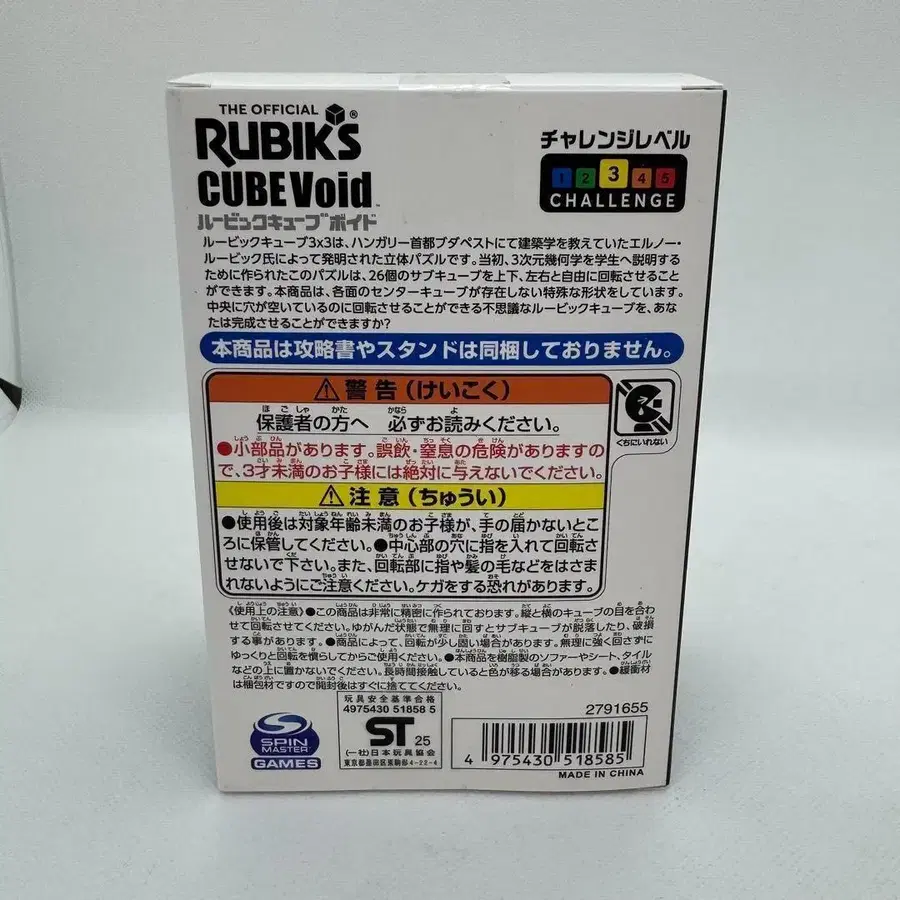 THE OFFICIAL
RUBIK'S®
CUBE Void™
ルービックキューブ ボイド
チャレンジレベル
1 2 3 4 5
CHALLENGE
ルービックキューブ3x3は、ハンガリー首都ブダペストにて建築学を教えていたエルノー・
ルービック氏によって発明された立体パズルです。当初、3次元幾何学を学生へ説明する
ために作られたこのパズルは、26個のサブキューブを上下、左右と自由に回転させること
ができます。本商品は、各面のセンターキューブが存在しない特殊な形状をしています。
中央に穴が空いているのに回転させることができる不思議なルービックキューブを、あな
たは完成させることができますか?
本商品は攻略書やスタンドは同梱しておりません。
⚠警告(けいこく)
保護者の方へ 必ずお読みください。
●小部品があります。誤飲・窒息の危険がありますの
で、3才未満のお子様には絶対に与えないでください。
くちにいれない
⚠注意(ちゅうい)
●使用後は対象年齢未満のお子様が、手の届かないとこ
ろに保管してください。●中心部の穴に指を入れて回転さ
せないで下さい。また、回転部に指や髪の毛などをはさま
れないようにご注意ください。ケガをする恐れがあります。
《使用上の注意》●この商品は非常に精密に作られております。縦と横のキューブの目を合わ
せて回転させてください。ゆがんだ状態で無理に回すとサブキューブが脱落したり、破損
する事があります。●商品によって、回転が少し固い場合があります。無理に強く回さずに
ゆっくりと回転を慣らしてからご使用ください。●本商品を樹脂製のソファーやシート、タイル
などの上に置かないでください。長時間接触していると色が移る場合があります。●緩衝材
は梱包材ですので開封後はすぐに捨ててください。
SPIN
MASTER™
GAMES
玩具安全基準合格
4975430 51858 5
ST 25
(一社)日本玩具協会
東京都墨田区東駒形4-22-4
2791655
4 975430 518585
MADE IN CHINA